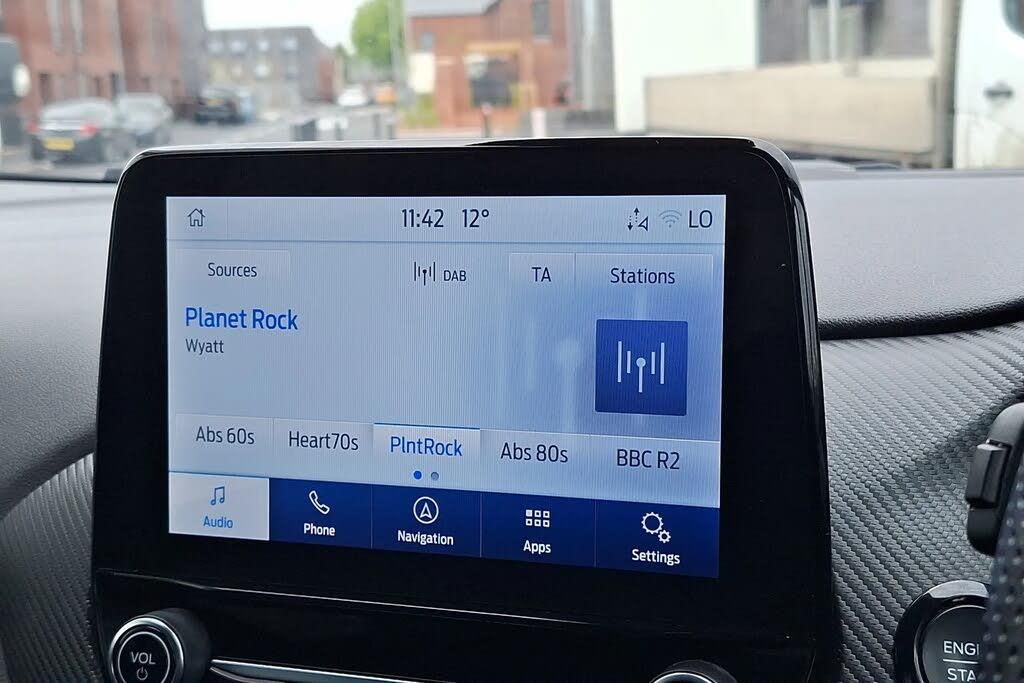 11:42 12° LO
Sources DAB TA Stations
Planet Rock
Wyatt
Abs 60s Heart70s PlntRock Abs 80s BBC R2
Audio Phone Navigation Apps Settings
VOL